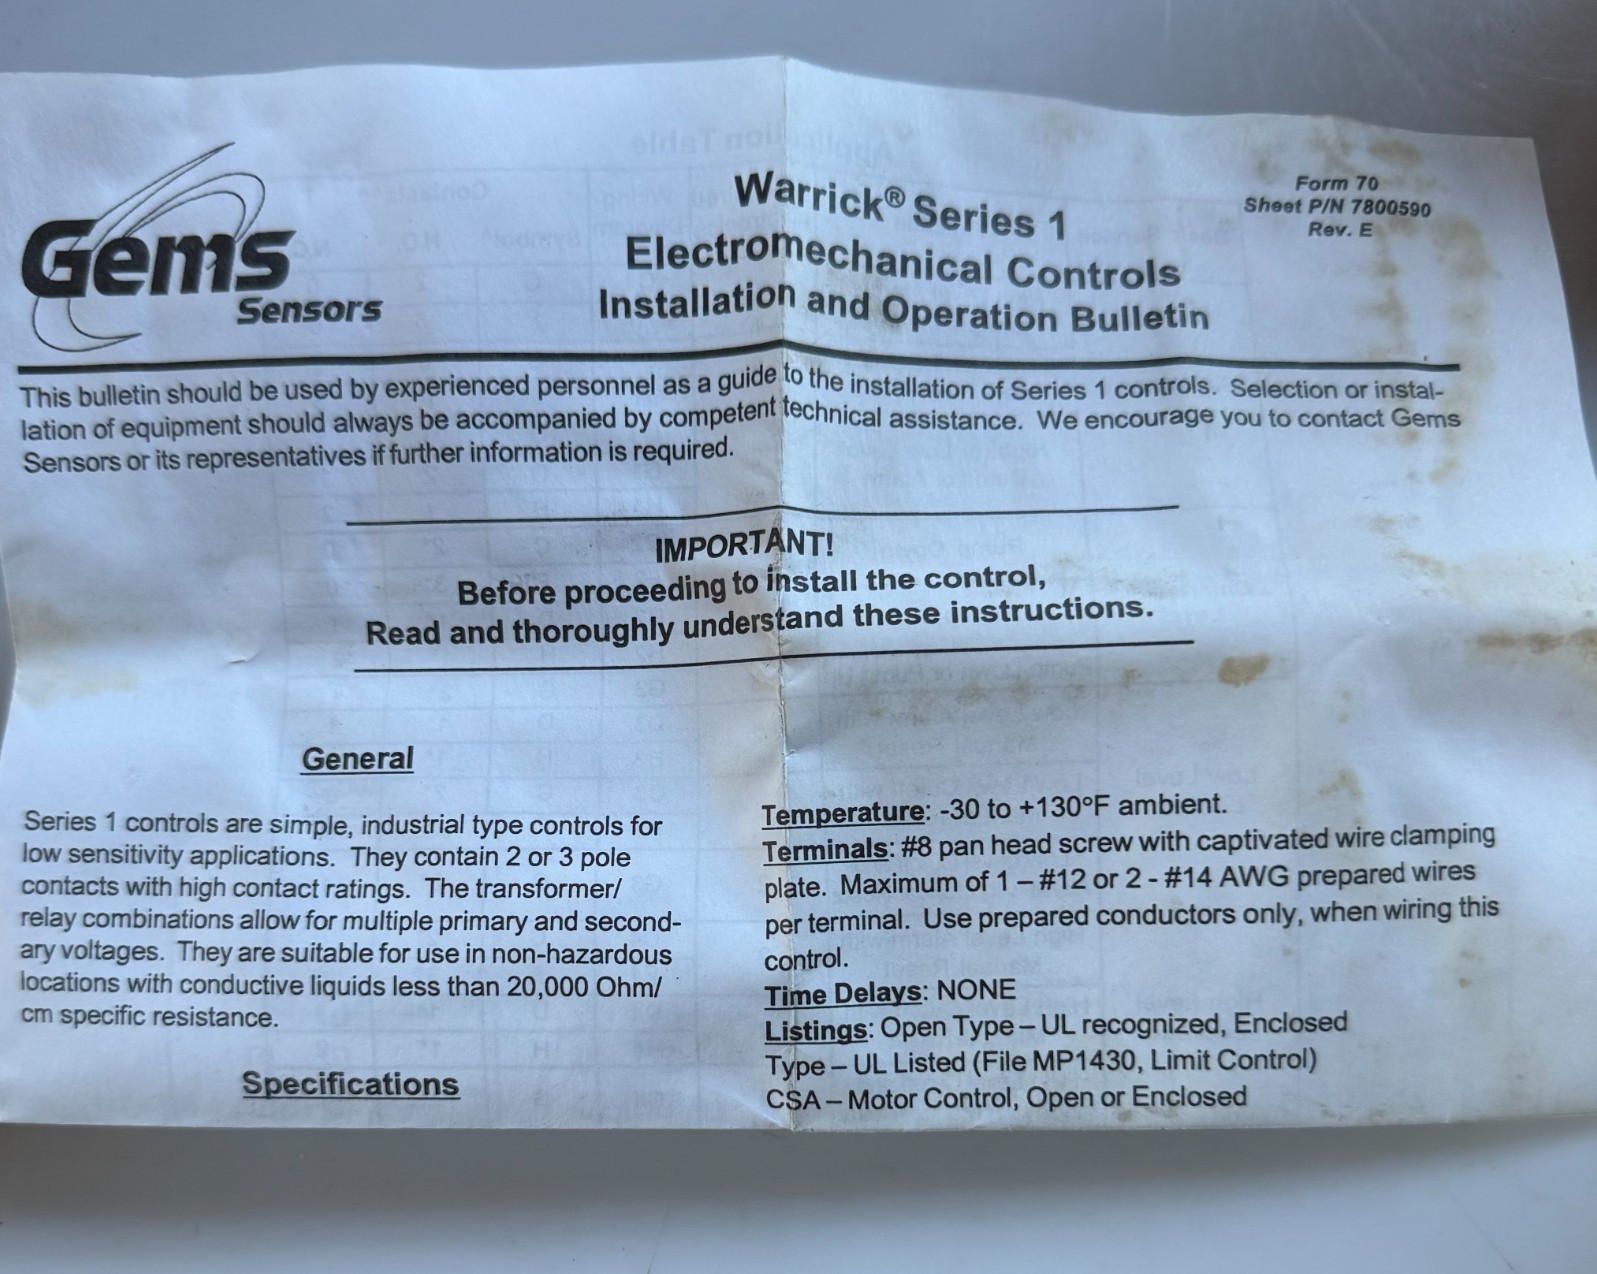 Gems
Sensors
Warrick® Series 1
Electromechanical Controls
Installation and Operation Bulletin
Form 70
Sheet P/N 7800590
Rev. E
This bulletin should be used by experienced personnel as a guide to the installation of Series 1 controls.  Selection or instal-
lation of equipment should always be accompanied by competent technical assistance.  We encourage you to contact Gems
Sensors or its representatives if further information is required.
IMPORTANT!
Before proceeding to install the control,
Read and thoroughly understand these instructions.
General
Series 1 controls are simple, industrial type controls for
low sensitivity applications.  They contain 2 or 3 pole
contacts with high contact ratings.  The transformer/
relay combinations allow for multiple primary and second-
ary voltages.  They are suitable for use in non-hazardous
locations with conductive liquids less than 20,000 Ohm/
cm specific resistance.
Specifications
Temperature: -30 to +130°F ambient.
Terminals: #8 pan head screw with captivated wire clamping
plate.  Maximum of 1 – #12 or 2 - #14 AWG prepared wires
per terminal.  Use prepared conductors only, when wiring this
control.
Time Delays: NONE
Listings: Open Type – UL recognized, Enclosed
Type – UL Listed (File MP1430, Limit Control)
CSA – Motor Control, Open or Enclosed